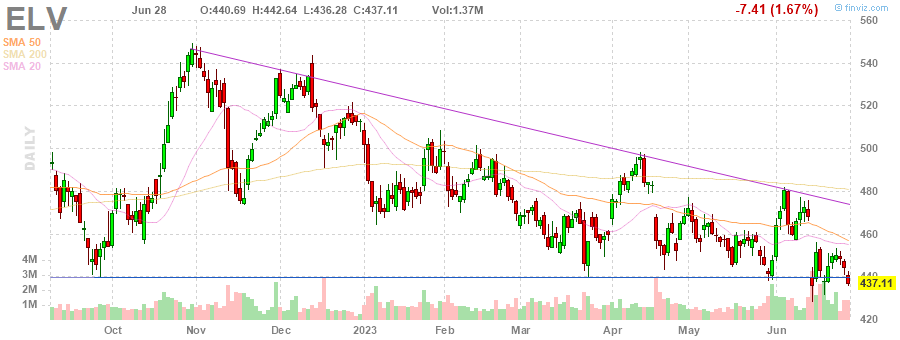 ELV Jun 28 O:440.69 H:442.64 L:436.28 C:437.11 Vol:1.37M -7.41 (1.67%) finviz.com
SMA 50
SMA 200
SMA 20
DAILY
560
540
520
500
480
460
440
437.11
420
4M
3M
2M
1M
Oct Nov Dec 2023 Feb Mar Apr May Jun